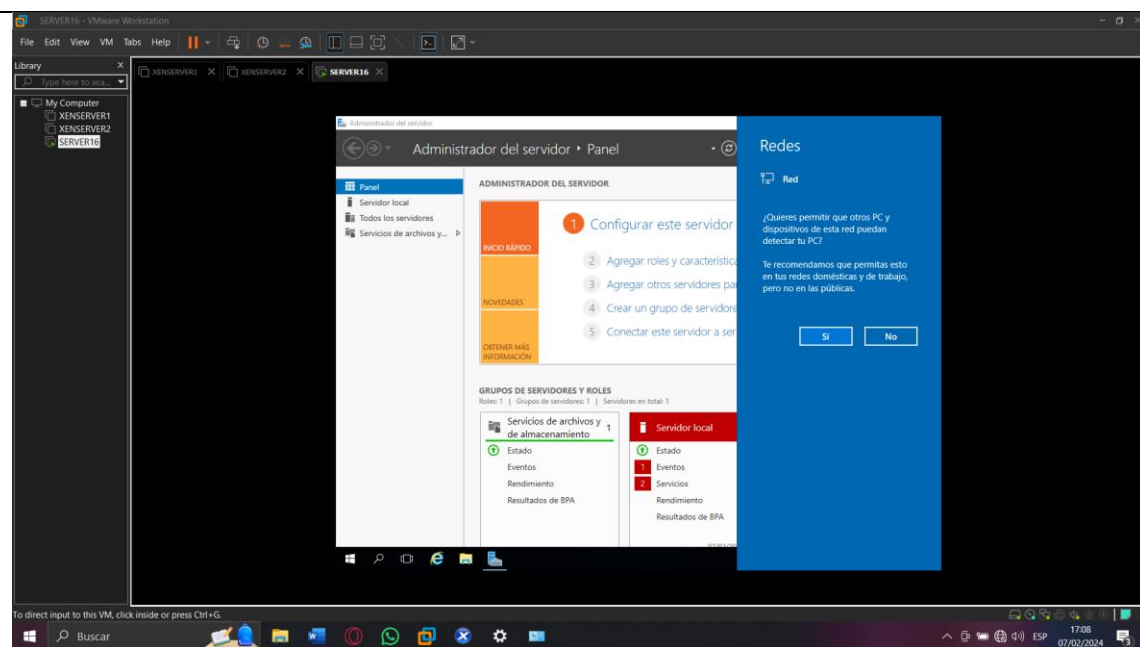 SERVER16 - VMware Workstation
File Edit View VM Tabs Help
Library X
Type here to sea...
My Computer
XENSERVER1
XENSERVER2
SERVER16
XENSERVER1 X XENSERVER2 X SERVER16 X
Administrador del servidor
Administrador del servidor • Panel
Panel
Servidor local
Todos los servidores
Servicios de archivos y...
ADMINISTRADOR DEL SERVIDOR
INICIO RÁPIDO
NOVEDADES
OBTENER MÁS
INFORMACIÓN
1 Configurar este servidor
2 Agregar roles y característica
3 Agregar otros servidores pa
4 Crear un grupo de servidore
5 Conectar este servidor a ser
GRUPOS DE SERVIDORES Y ROLES
Roles: 1 | Grupos de servidores: 1 | Servidores en total: 1
Servicios de archivos y
de almacenamiento 1
Estado
Eventos
Rendimiento
Resultados de BPA
Servidor local
Estado
1 Eventos
2 Servicios
Rendimiento
Resultados de BPA
Redes
Red
¿Quieres permitir que otros PC y
dispositivos de esta red puedan
detectar tu PC?
Te recomendamos que permitas esto
en tus redes domésticas y de trabajo,
pero no en las públicas.
Sí No
To direct input to this VM, click inside or press Ctrl+G.
Buscar
ESP
17:08
07/02/2024